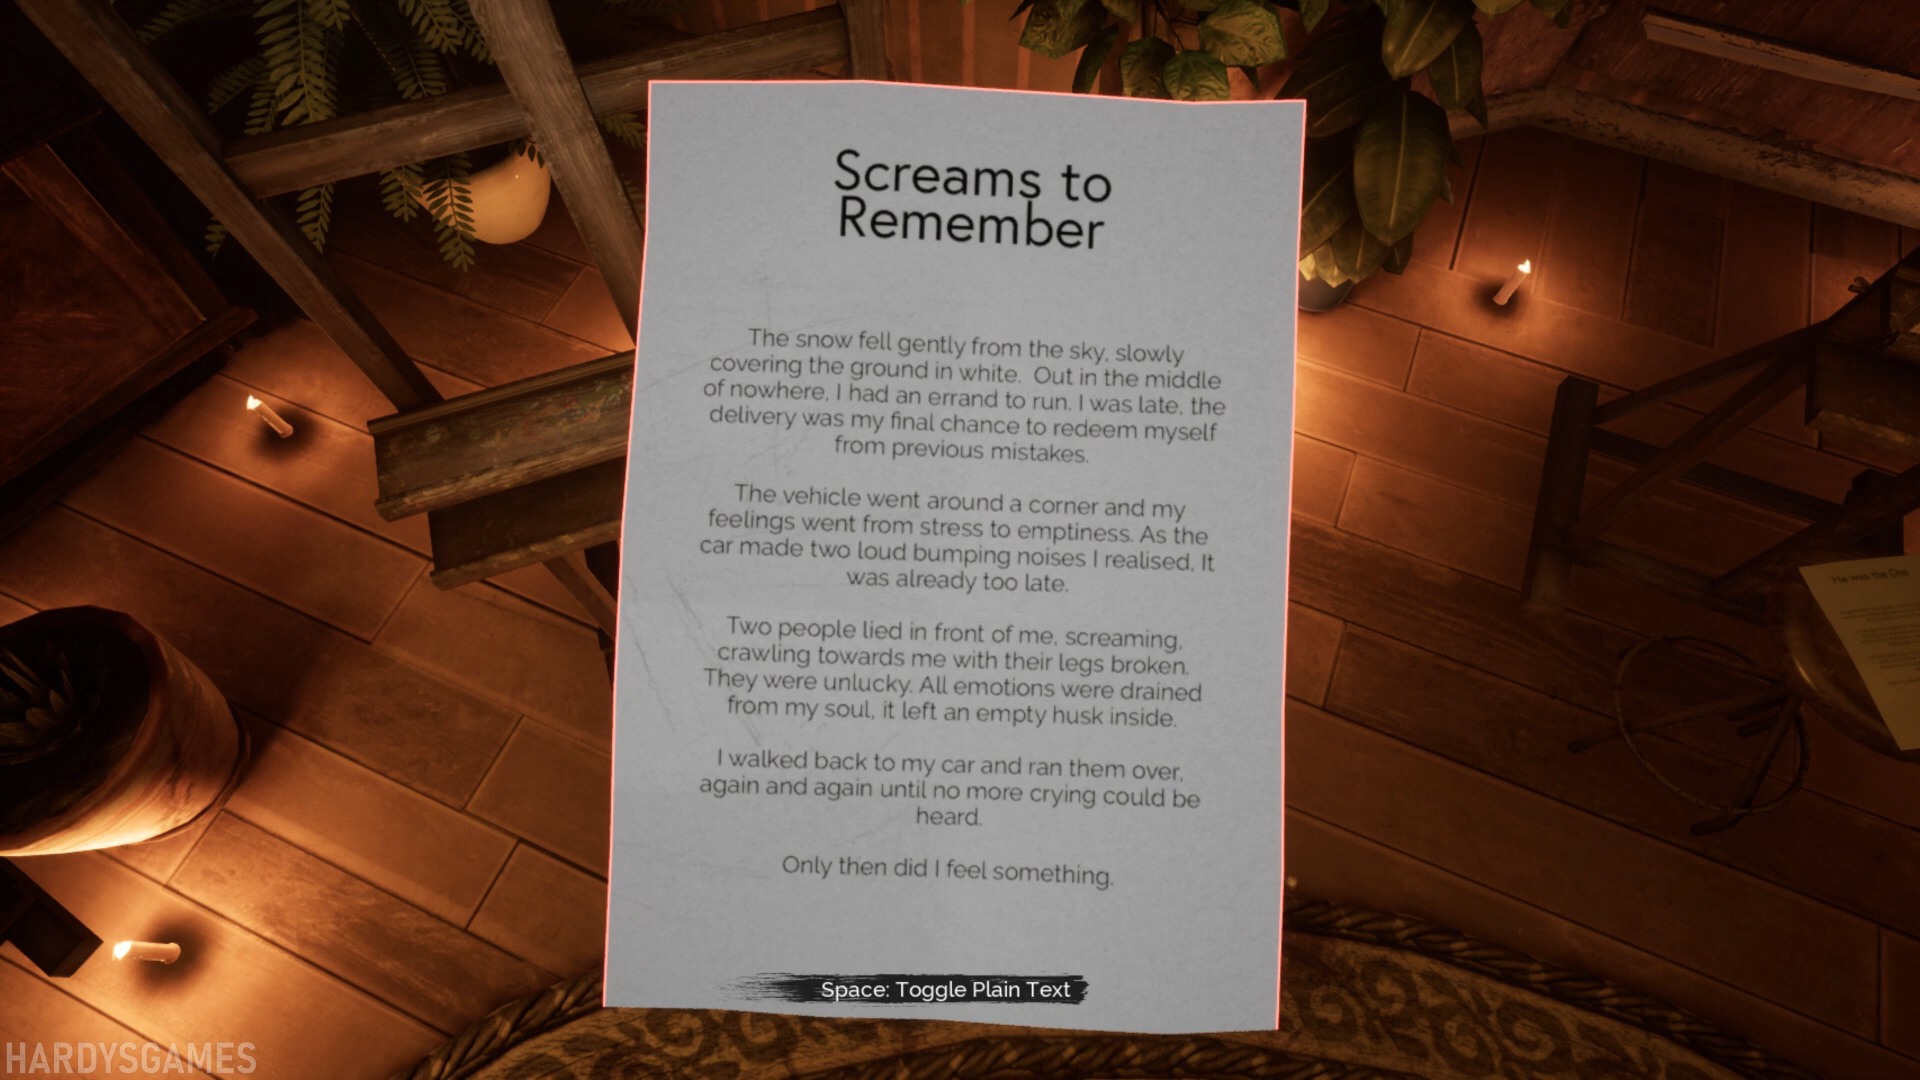 Screams to
Remember
The snow fell gently from the sky, slowly
covering the ground in white.  Out in the middle
of nowhere, I had an errand to run. I was late, the
delivery was my final chance to redeem myself
from previous mistakes.
The vehicle went around a corner and my
feelings went from stress to emptiness. As the
car made two loud bumping noises I realised, It
was already too late.
Two people lied in front of me, screaming,
crawling towards me with their legs broken.
They were unlucky. All emotions were drained
from my soul, it left an empty husk inside.
I walked back to my car and ran them over,
again and again until no more crying could be
heard.
Only then did I feel something.
Space: Toggle Plain Text
He was the One
HARDYSGAMES